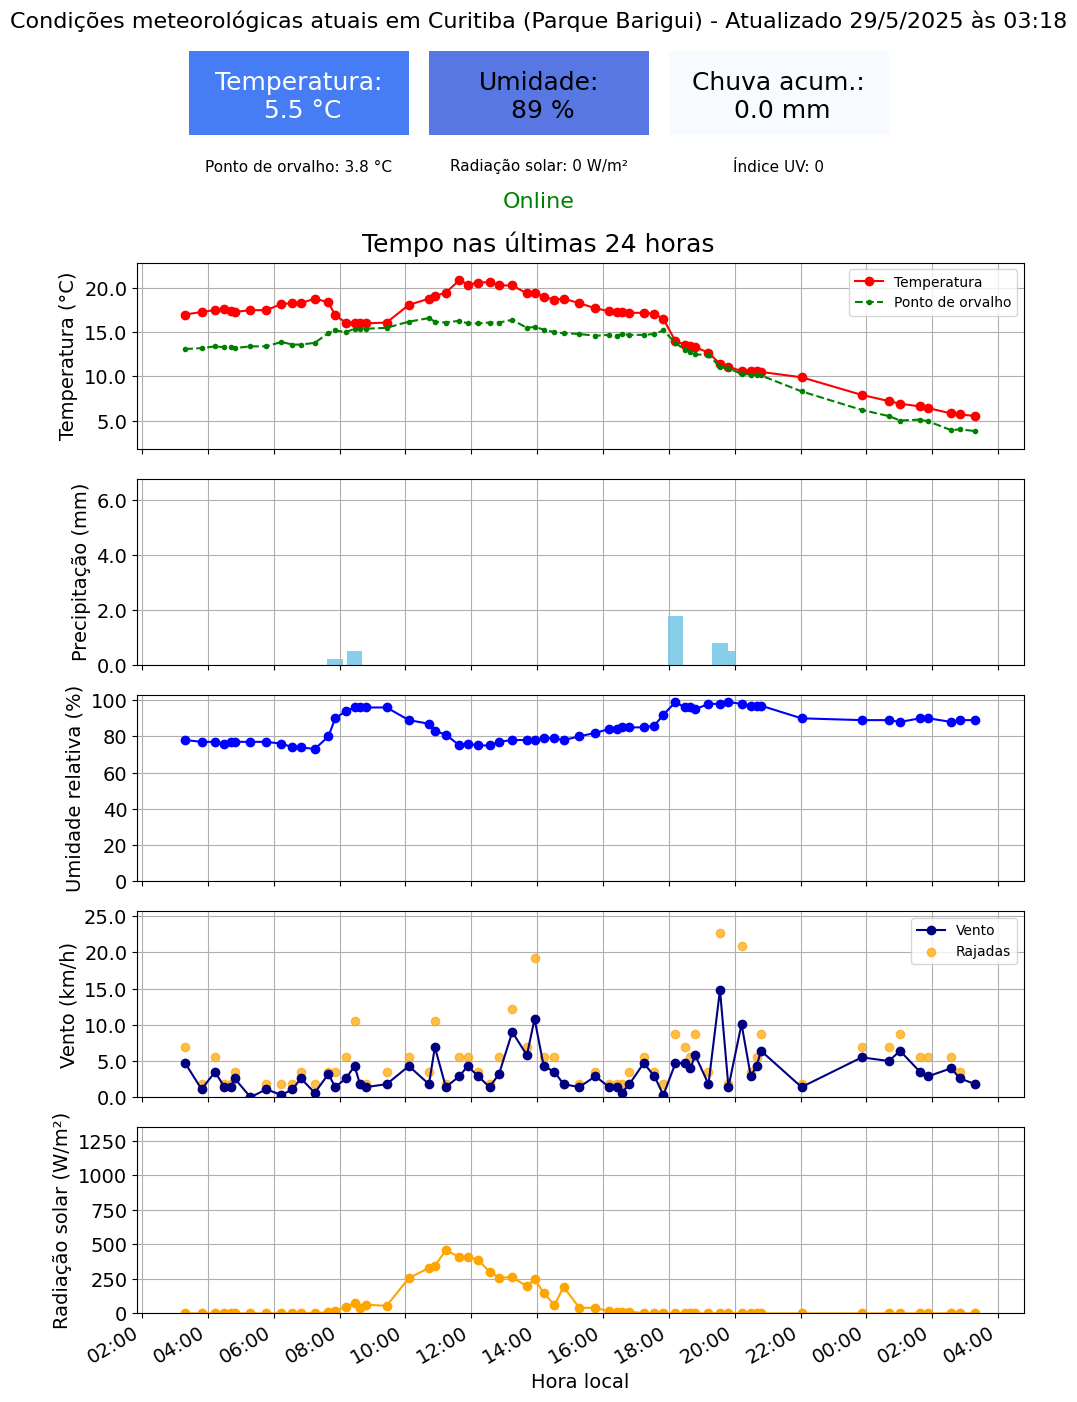 Condições meteorológicas atuais em Curitiba (Parque Barigui) - Atualizado 29/5/2025 às 03:18
Temperatura:
5.5 °C
Umidade:
89 %
Chuva acum.:
0.0 mm
Ponto de orvalho: 3.8 °C
Radiação solar: 0 W/m²
Índice UV: 0
Online
Tempo nas últimas 24 horas
Temperatura (°C)
20.0
15.0
10.0
5.0
Temperatura
Ponto de orvalho
Precipitação (mm)
6.0
4.0
2.0
0.0
Umidade relativa (%)
100
80
60
40
20
0
Vento (km/h)
25.0
20.0
15.0
10.0
5.0
0.0
Vento
Rajadas
Radiação solar (W/m²)
1250
1000
750
500
250
0
02:00
04:00
06:00
08:00
10:00
12:00
14:00
16:00
18:00
20:00
22:00
00:00
02:00
04:00
Hora local